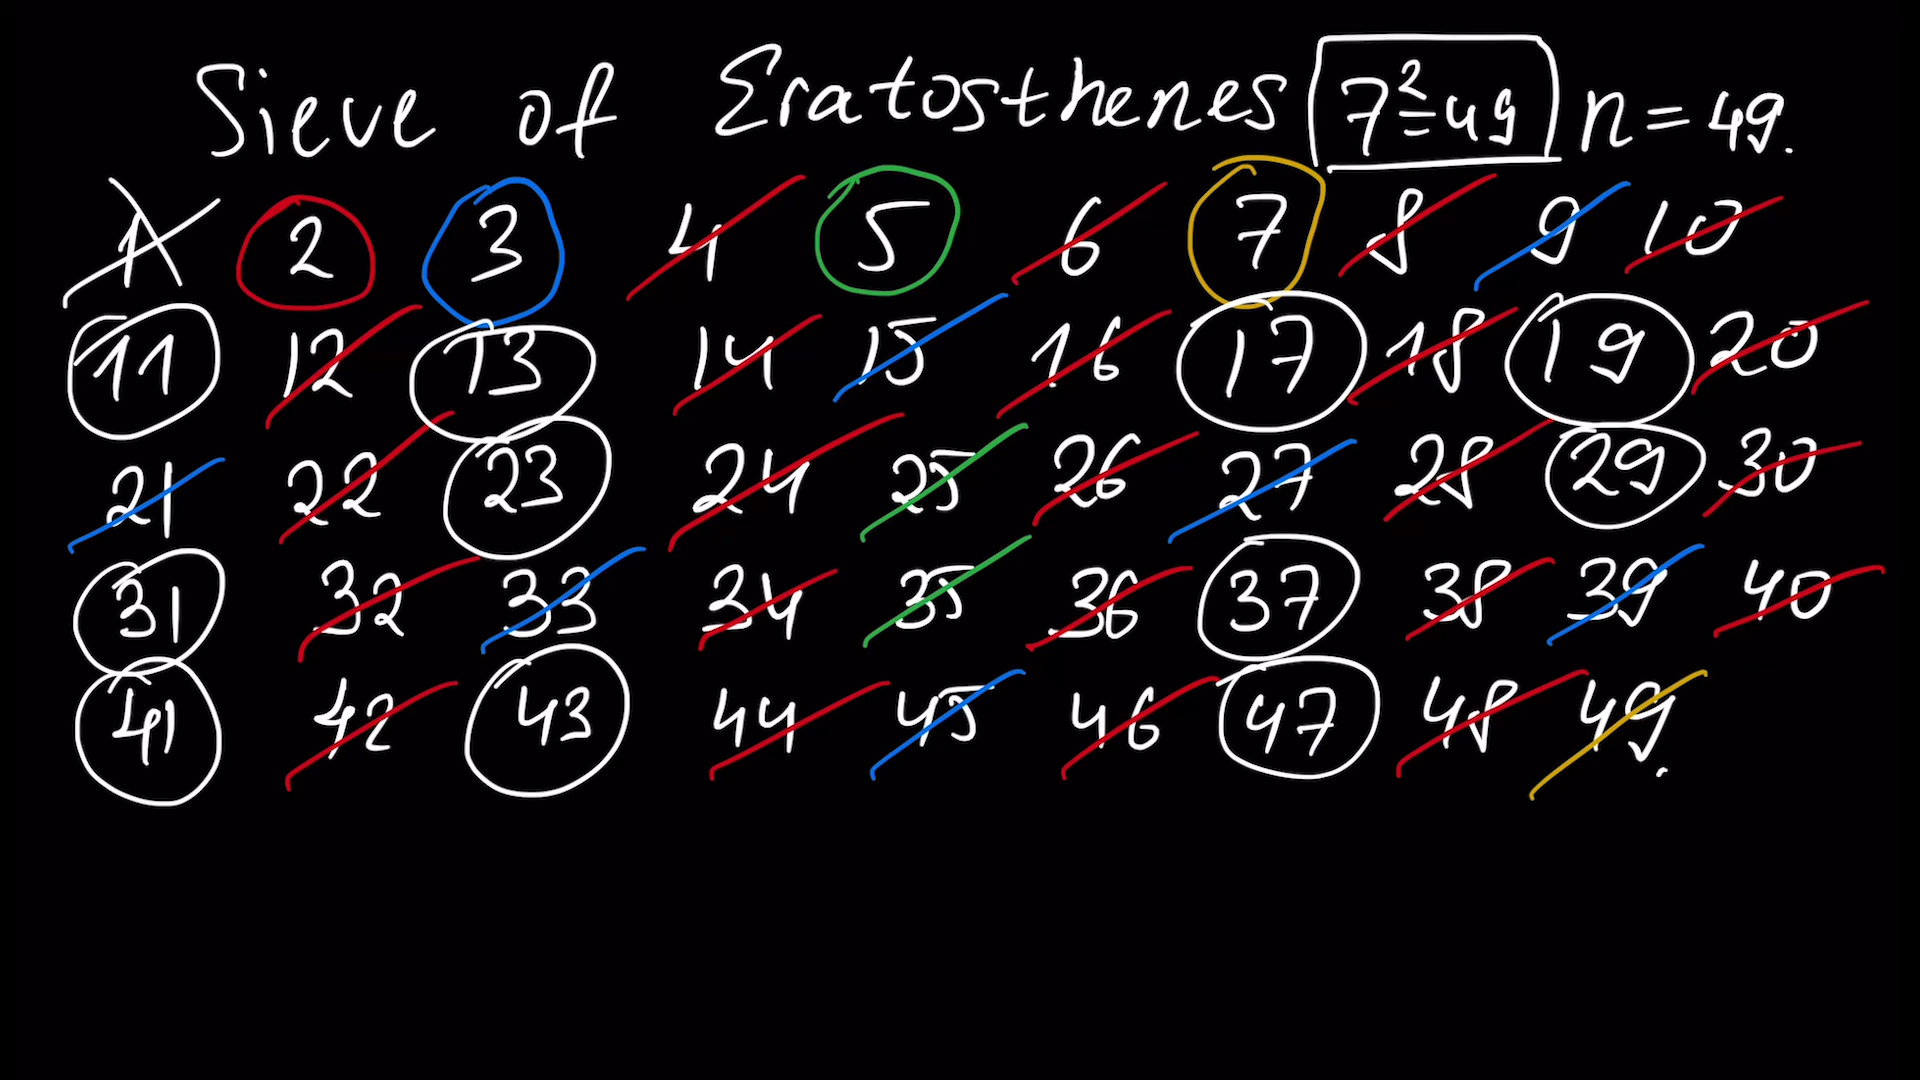 Sieve of Eratosthenes 7²=49 n=49.
1 2 3 4 5 6 7 8 9 10
11 12 13 14 15 16 17 18 19 20
21 22 23 24 25 26 27 28 29 30
31 32 33 34 35 36 37 38 39 40
41 42 43 44 45 46 47 48 49.